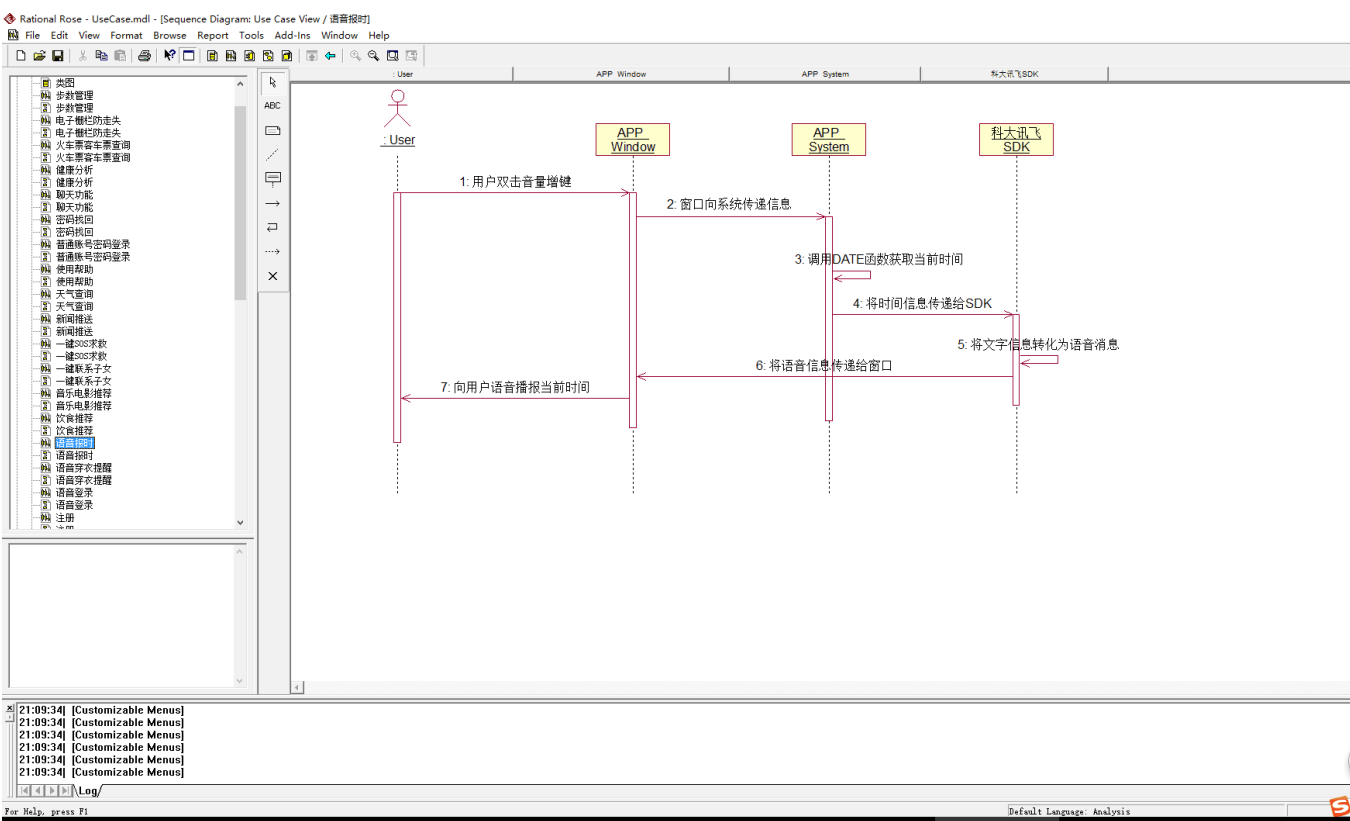 Rational Rose - UseCase.mdl - [Sequence Diagram: Use Case View / 语音报时]
File Edit View Format Browse Report Tools Add-Ins Window Help
类图
步数管理
步数管理
电子栅栏防走失
电子栅栏防走失
火车票客车票查询
火车票客车票查询
健康分析
健康分析
聊天功能
聊天功能
密码找回
密码找回
普通账号密码登录
普通账号密码登录
使用帮助
使用帮助
天气查询
天气查询
新闻推送
新闻推送
一键SOS求救
一键SOS求救
一键联系子女
一键联系子女
音乐电影推荐
音乐电影推荐
饮食推荐
饮食推荐
语音报时
语音报时
语音穿衣提醒
语音穿衣提醒
语音登录
语音登录
注册
ABC
: User
APP Window
APP System
科大讯飞SDK
: User
APP
Window
APP
System
科大讯飞
SDK
1: 用户双击音量增键
2: 窗口向系统传递信息
3: 调用DATE函数获取当前时间
4: 将时间信息传递给SDK
5: 将文字信息转化为语音消息
6: 将语音信息传递给窗口
7: 向用户语音播报当前时间
21:09:34| [Customizable Menus]
21:09:34| [Customizable Menus]
21:09:34| [Customizable Menus]
21:09:34| [Customizable Menus]
21:09:34| [Customizable Menus]
21:09:34| [Customizable Menus]
Log
For Help, press F1
Default Language: Analysis